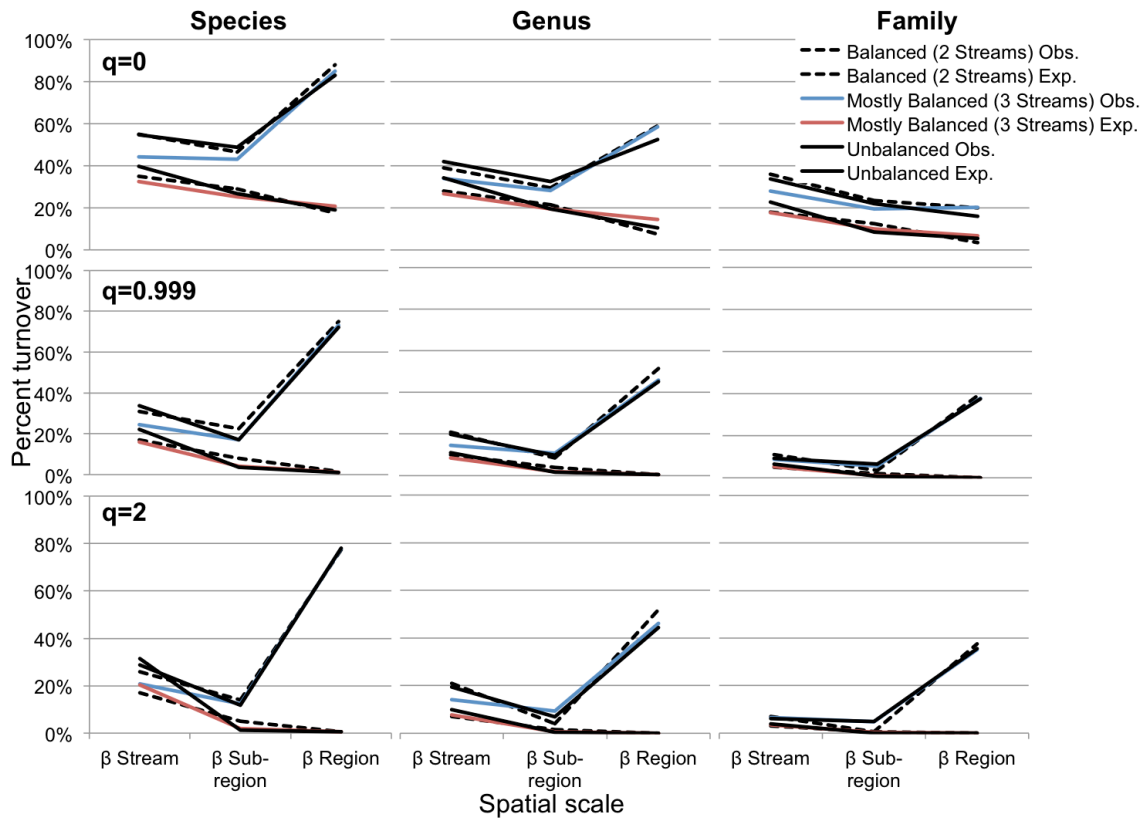 Species
Genus
Family
100%
q=0
80%
60%
40%
20%
0%
Balanced (2 Streams) Obs.
Balanced (2 Streams) Exp.
Mostly Balanced (3 Streams) Obs.
Mostly Balanced (3 Streams) Exp.
Unbalanced Obs.
Unbalanced Exp.
100%
q=0.999
80%
60%
40%
20%
0%
Percent turnover
100%
q=2
80%
60%
40%
20%
0%
β Stream
β Sub-
region
β Region
β Stream
β Sub-
region
β Region
β Stream
β Sub-
region
β Region
Spatial scale